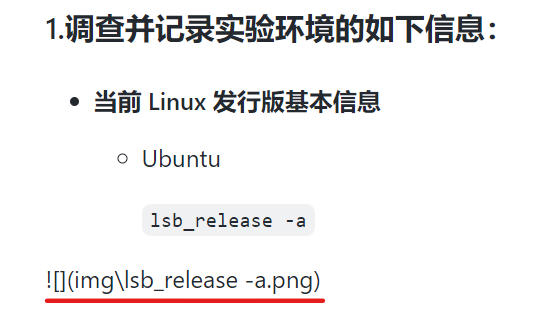 1.调查并记录实验环境的如下信息：
当前 Linux 发行版基本信息
Ubuntu
lsb_release -a
![](img\lsb_release -a.png)